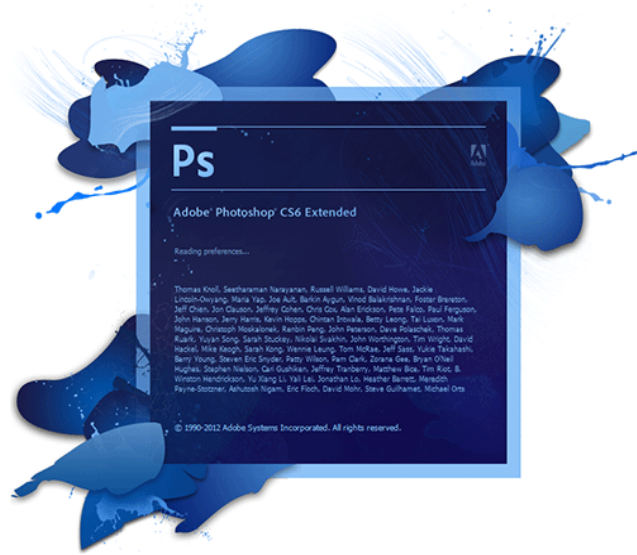 Ps
Adobe
Adobe® Photoshop® CS6 Extended
Reading preferences...
Thomas Knoll, Seetharaman Narayanan, Russell Williams, David Howe, Jackie
Lincoln-Owyang, Maria Yap, Joe Ault, Barkin Aygun, Vinod Balakrishnan, Foster Brereton,
Jeff Chien, Jon Clauson, Jeffrey Cohen, Chris Cox, Alan Erickson, Pete Falco, Paul Ferguson,
John Hanson, Jerry Harris, Kevin Hopps, Chintan Intwala, Betty Leong, Tai Luxon, Mark
Maguire, Christoph Moskalonek, Renbin Peng, John Peterson, Dave Polaschek, Thomas
Ruark, Yuyan Song, Sarah Stuckey, Nikolai Svakhin, John Worthington, Tim Wright, David
Hackel, Mike Keogh, Sarah Kong, Wennie Leung, Tom McRae, Jeff Sass, Yukie Takahashi,
Barry Young, Steven Eric Snyder, Patty Wilson, Pam Clark, Zorana Gee, Bryan O'Neil
Hughes, Stephen Nielson, Cari Gushiken, Jeffrey Tranberry, Matthew Bice, Tim Riot, B.
Winston Hendrickson, Yu Xiang Li, Yali Lei, Jonathan Lo, Heather Barrett, Meredith
Payne-Stotzner, Ashutosh Nigam, Eric Floch, David Mohr, Steve Guilhamet, Michael Orts
© 1990-2012 Adobe Systems Incorporated. All rights reserved.